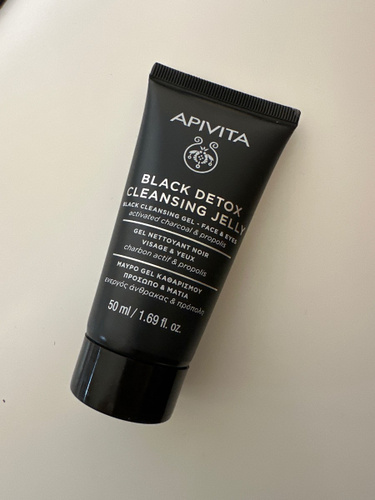 APIVITA
BLACK DETOX
CLEANSING JELLY
BLACK CLEANSING GEL - FACE & EYES
activated charcoal & propolis
GEL NETTOYANT NOIR
VISAGE & YEUX
charbon actif & propolis
ΜΑΥΡΟ GEL ΚΑΘΑΡΙΣΜΟΥ
ΠΡΟΣΩΠΟ & ΜΑΤΙΑ
ενεργός άνθρακας & πρόπολη
50 ml / 1.69 fl. oz.